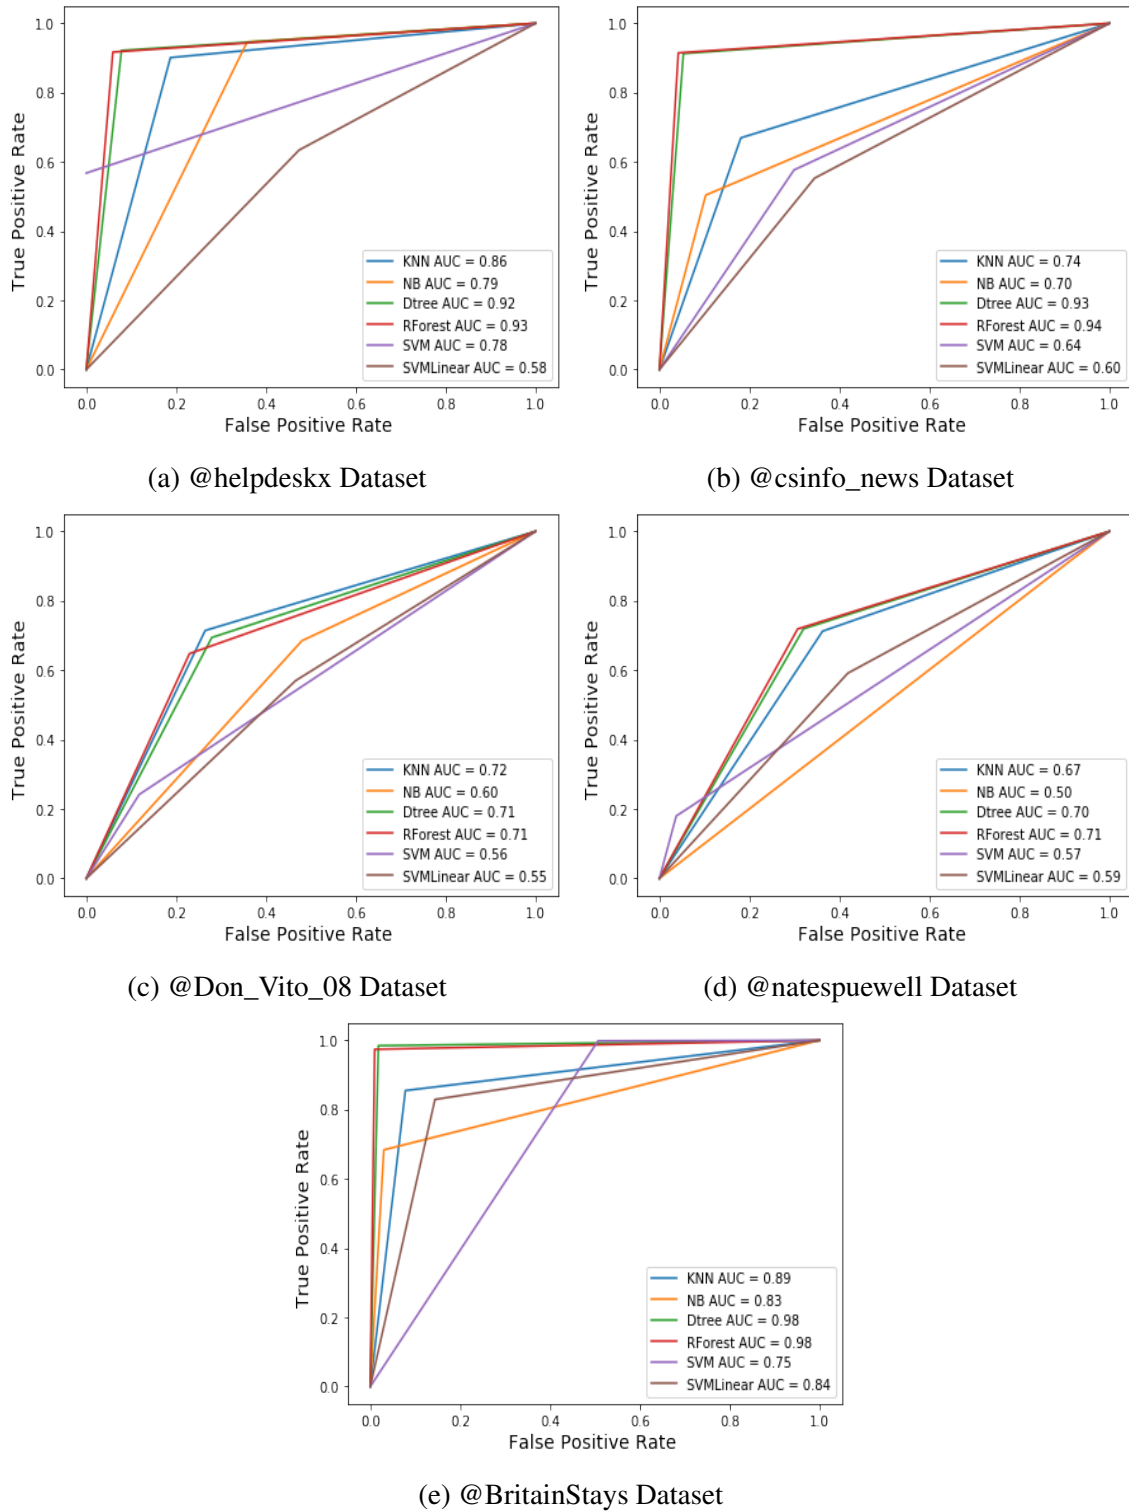 1.0
0.8
0.6
0.4
0.2
0.0
True Positive Rate
KNN AUC = 0.86
NB AUC = 0.79
Dtree AUC = 0.92
RForest AUC = 0.93
SVM AUC = 0.78
SVMLinear AUC = 0.58
0.0 0.2 0.4 0.6 0.8 1.0
False Positive Rate
(a) @helpdeskx Dataset
1.0
0.8
0.6
0.4
0.2
0.0
True Positive Rate
KNN AUC = 0.74
NB AUC = 0.70
Dtree AUC = 0.93
RForest AUC = 0.94
SVM AUC = 0.64
SVMLinear AUC = 0.60
0.0 0.2 0.4 0.6 0.8 1.0
False Positive Rate
(b) @csinfo_news Dataset
1.0
0.8
0.6
0.4
0.2
0.0
True Positive Rate
KNN AUC = 0.72
NB AUC = 0.60
Dtree AUC = 0.71
RForest AUC = 0.71
SVM AUC = 0.56
SVMLinear AUC = 0.55
0.0 0.2 0.4 0.6 0.8 1.0
False Positive Rate
(c) @Don_Vito_08 Dataset
1.0
0.8
0.6
0.4
0.2
0.0
True Positive Rate
KNN AUC = 0.67
NB AUC = 0.50
Dtree AUC = 0.70
RForest AUC = 0.71
SVM AUC = 0.57
SVMLinear AUC = 0.59
0.0 0.2 0.4 0.6 0.8 1.0
False Positive Rate
(d) @natespuewell Dataset
1.0
0.8
0.6
0.4
0.2
0.0
True Positive Rate
KNN AUC = 0.89
NB AUC = 0.83
Dtree AUC = 0.98
RForest AUC = 0.98
SVM AUC = 0.75
SVMLinear AUC = 0.84
0.0 0.2 0.4 0.6 0.8 1.0
False Positive Rate
(e) @BritainStays Dataset